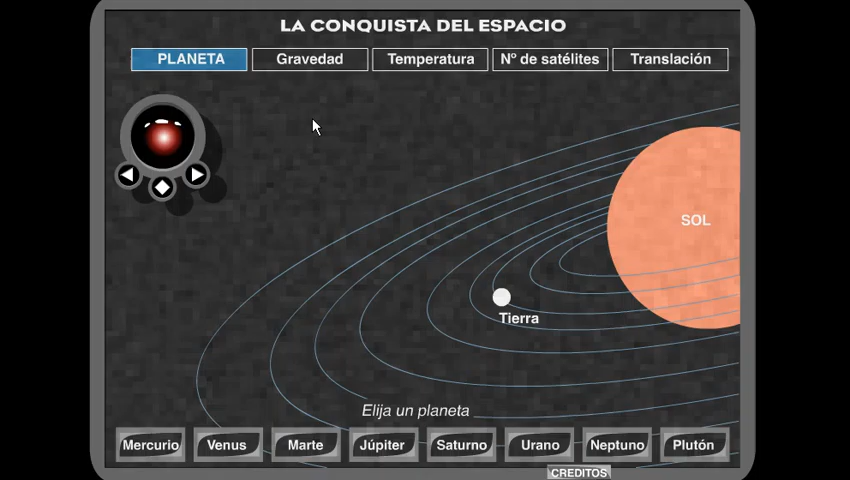 LA CONQUISTA DEL ESPACIO
PLANETA Gravedad Temperatura Nº de satélites Translación
SOL
Tierra
Elija un planeta
Mercurio Venus Marte Júpiter Saturno Urano Neptuno Plutón
CREDITOS